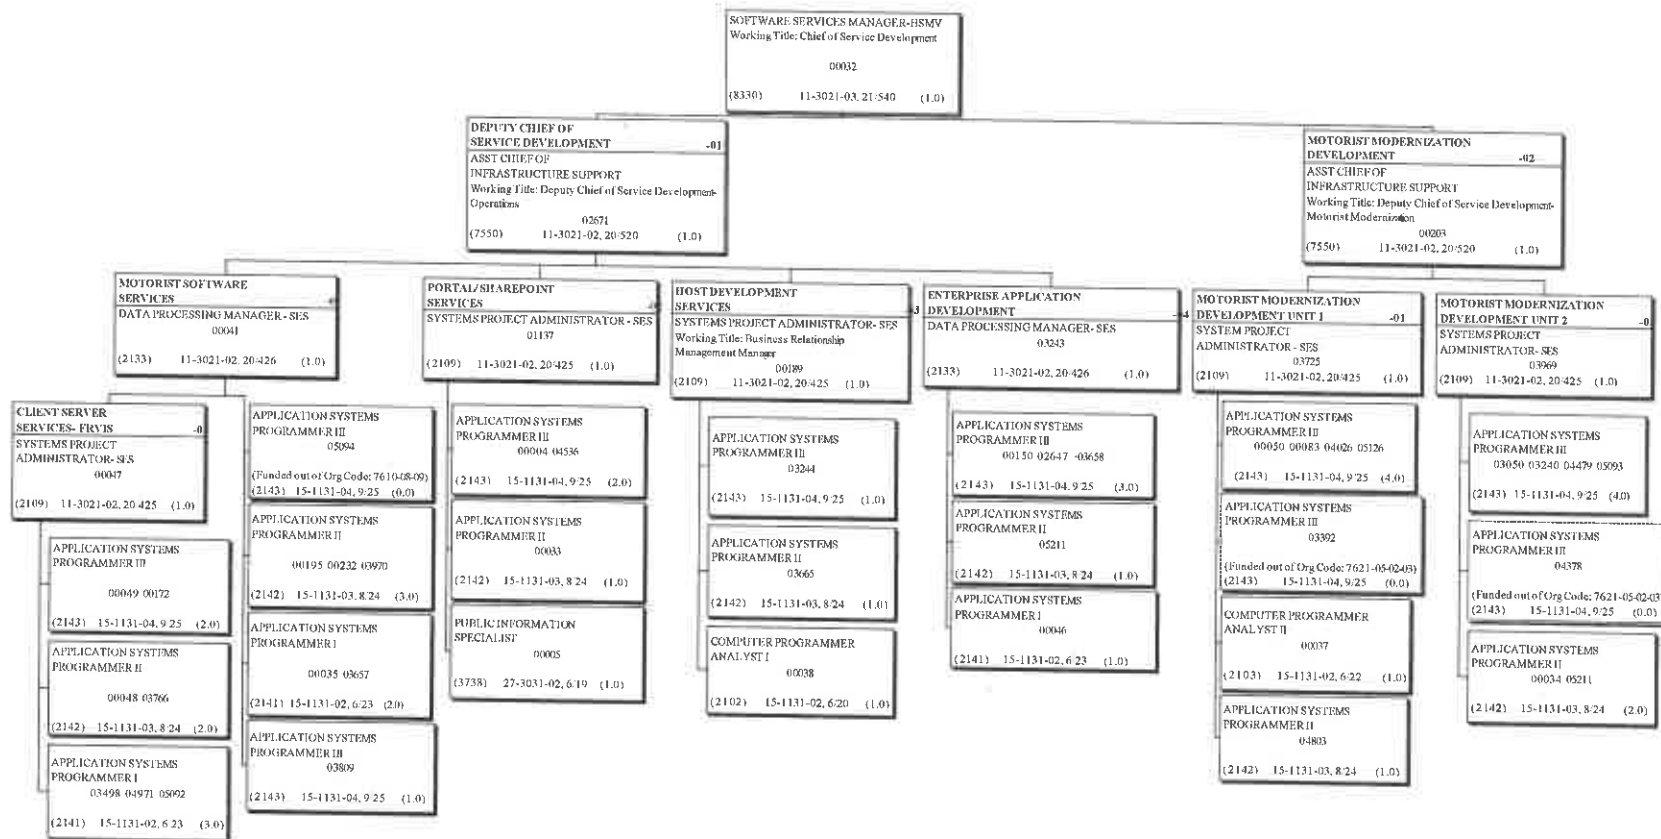 SOFTWARE SERVICES MANAGER-HSMV
Working Title: Chief of Service Development
00032
(8330) 11-3021-03, 21/540 (1.0)
DEPUTY CHIEF OF
SERVICE DEVELOPMENT -01
ASST CHIEF OF
INFRASTRUCTURE SUPPORT
Working Title: Deputy Chief of Service Development-
Operations
02671
(7550) 11-3021-02, 20/520 (1.0)
MOTORIST MODERNIZATION
DEVELOPMENT -02
ASST CHIEF OF
INFRASTRUCTURE SUPPORT
Working Title: Deputy Chief of Service Development-
Motorist Modernization
00203
(7550) 11-3021-02, 20/520 (1.0)
MOTORIST SOFTWARE
SERVICES
DATA PROCESSING MANAGER- SES
00041
(2133) 11-3021-02, 20/426 (1.0)
PORTAL/SHAREPOINT
SERVICES
SYSTEMS PROJECT ADMINISTRATOR - SES
01137
(2109) 11-3021-02, 20/425 (1.0)
HOST DEVELOPMENT
SERVICES
SYSTEMS PROJECT ADMINISTRATOR- SES
Working Title: Business Relationship
Management Manager
00189
(2109) 11-3021-02, 20/425 (1.0)
ENTERPRISE APPLICATION
DEVELOPMENT
DATA PROCESSING MANAGER- SES
03243
(2133) 11-3021-02, 20/426 (1.0)
MOTORIST MODERNIZATION
DEVELOPMENT UNIT 1 -01
SYSTEM PROJECT
ADMINISTRATOR - SES
03725
(2109) 11-3021-02, 20/425 (1.0)
MOTORIST MODERNIZATION
DEVELOPMENT UNIT 2 -0
SYSTEMS PROJECT
ADMINISTRATOR- SES
03969
(2109) 11-3021-02, 20/425 (1.0)
CLIENT SERVER
SERVICES- FRVIS -0
SYSTEMS PROJECT
ADMINISTRATOR- SES
00047
(2109) 11-3021-02, 20/425 (1.0)
APPLICATION SYSTEMS
PROGRAMMER III
00049 00172
(2143) 15-1131-04, 9/25 (2.0)
APPLICATION SYSTEMS
PROGRAMMER II
00048 03766
(2142) 15-1131-03, 8/24 (2.0)
APPLICATION SYSTEMS
PROGRAMMER I
03498 04971 05092
(2141) 15-1131-02, 6/23 (3.0)
APPLICATION SYSTEMS
PROGRAMMER III
05094
(Funded out of Org Code: 7610-08-09)
(2143) 15-1131-04, 9/25 (0.0)
APPLICATION SYSTEMS
PROGRAMMER II
00195 00232 03970
(2142) 15-1131-03, 8/24 (3.0)
APPLICATION SYSTEMS
PROGRAMMER I
00035 03657
(2141) 15-1131-02, 6/23 (2.0)
APPLICATION SYSTEMS
PROGRAMMER III
03809
(2143) 15-1131-04, 9/25 (1.0)
APPLICATION SYSTEMS
PROGRAMMER III
00004 04536
(2143) 15-1131-04, 9/25 (2.0)
APPLICATION SYSTEMS
PROGRAMMER II
00033
(2142) 15-1131-03, 8/24 (1.0)
PUBLIC INFORMATION
SPECIALIST
00005
(3738) 27-3031-02, 6/19 (1.0)
APPLICATION SYSTEMS
PROGRAMMER III
03244
(2143) 15-1131-04, 9/25 (1.0)
APPLICATION SYSTEMS
PROGRAMMER II
03665
(2142) 15-1131-03, 8/24 (1.0)
COMPUTER PROGRAMMER
ANALYST I
00038
(2102) 15-1131-02, 6/20 (1.0)
APPLICATION SYSTEMS
PROGRAMMER III
00150 02647 -03658
(2143) 15-1131-04, 9/25 (3.0)
APPLICATION SYSTEMS
PROGRAMMER II
05211
(2142) 15-1131-03, 8/24 (1.0)
APPLICATION SYSTEMS
PROGRAMMER I
00046
(2141) 15-1131-02, 6/23 (1.0)
APPLICATION SYSTEMS
PROGRAMMER III
00050 00083 04026 05126
(2143) 15-1131-04, 9/25 (4.0)
APPLICATION SYSTEMS
PROGRAMMER III
03392
(Funded out of Org Code: 7621-05-02-03)
(2143) 15-1131-04, 9/25 (0.0)
COMPUTER PROGRAMMER
ANALYST II
00037
(2103) 15-1131-02, 6/22 (1.0)
APPLICATION SYSTEMS
PROGRAMMER II
04803
(2142) 15-1131-03, 8/24 (1.0)
APPLICATION SYSTEMS
PROGRAMMER III
03050 03240 04479 05093
(2143) 15-1131-04, 9/25 (4.0)
APPLICATION SYSTEMS
PROGRAMMER III
04378
(Funded out of Org Code: 7621-05-02-03
(2143) 15-1131-04, 9/25 (0.0)
APPLICATION SYSTEMS
PROGRAMMER II
00034 05211
(2142) 15-1131-03, 8/24 (2.0)